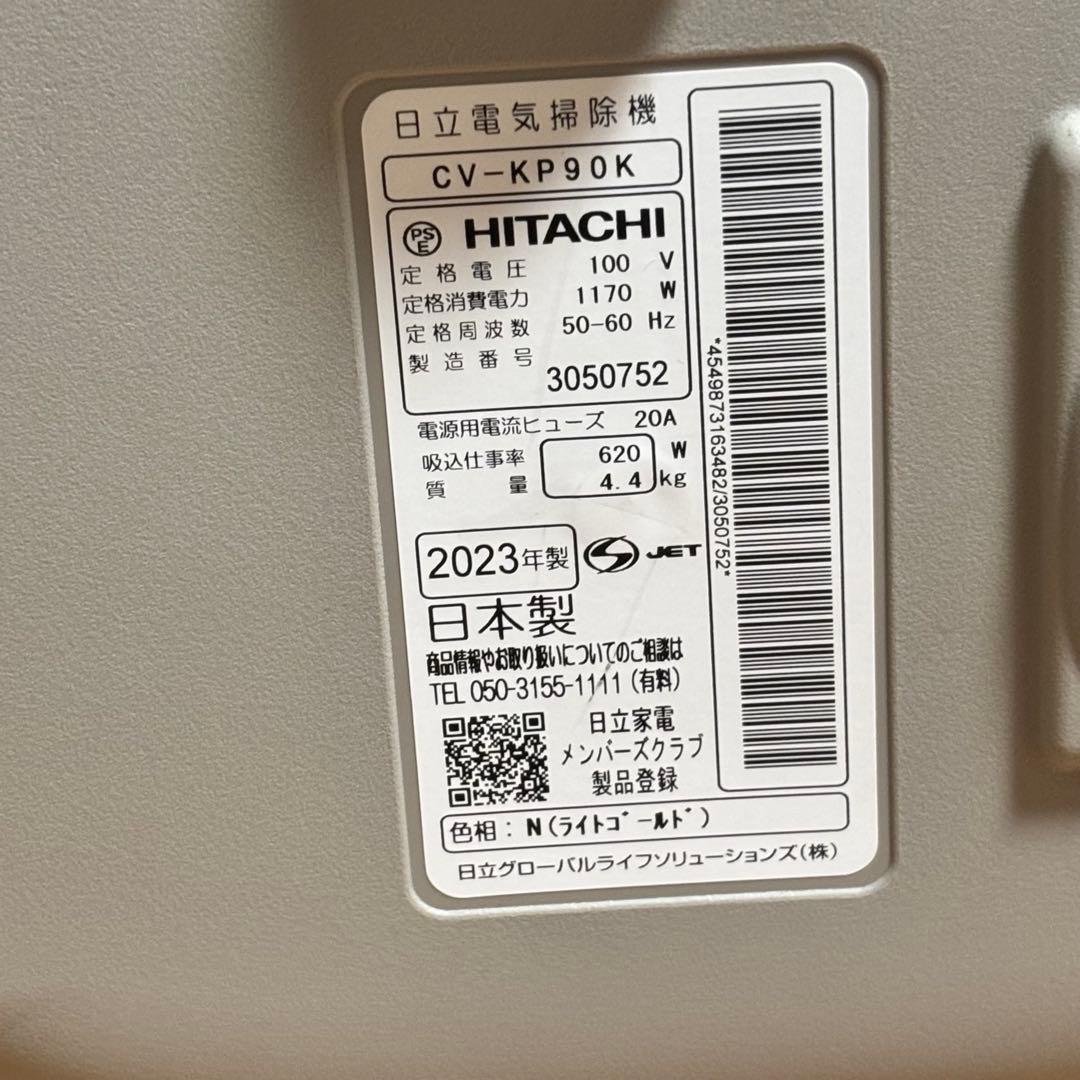 日立電気掃除機
CV-KP90K
PS E HITACHI
定格電圧 100 V
定格消費電力 1170 W
定格周波数 50-60 Hz
製造番号 3050752
電源用電流ヒューズ 20A
吸込仕事率 620 W
質量 4.4 kg
2023年製 S JET
日本製
商品情報やお取り扱いについてのご相談は
TEL 050-3155-1111 (有料)
日立家電
メンバーズクラブ
製品登録
色相：N(ライトゴールド)
日立グローバルライフソリューションズ(株)
*4549873163482/3050752*